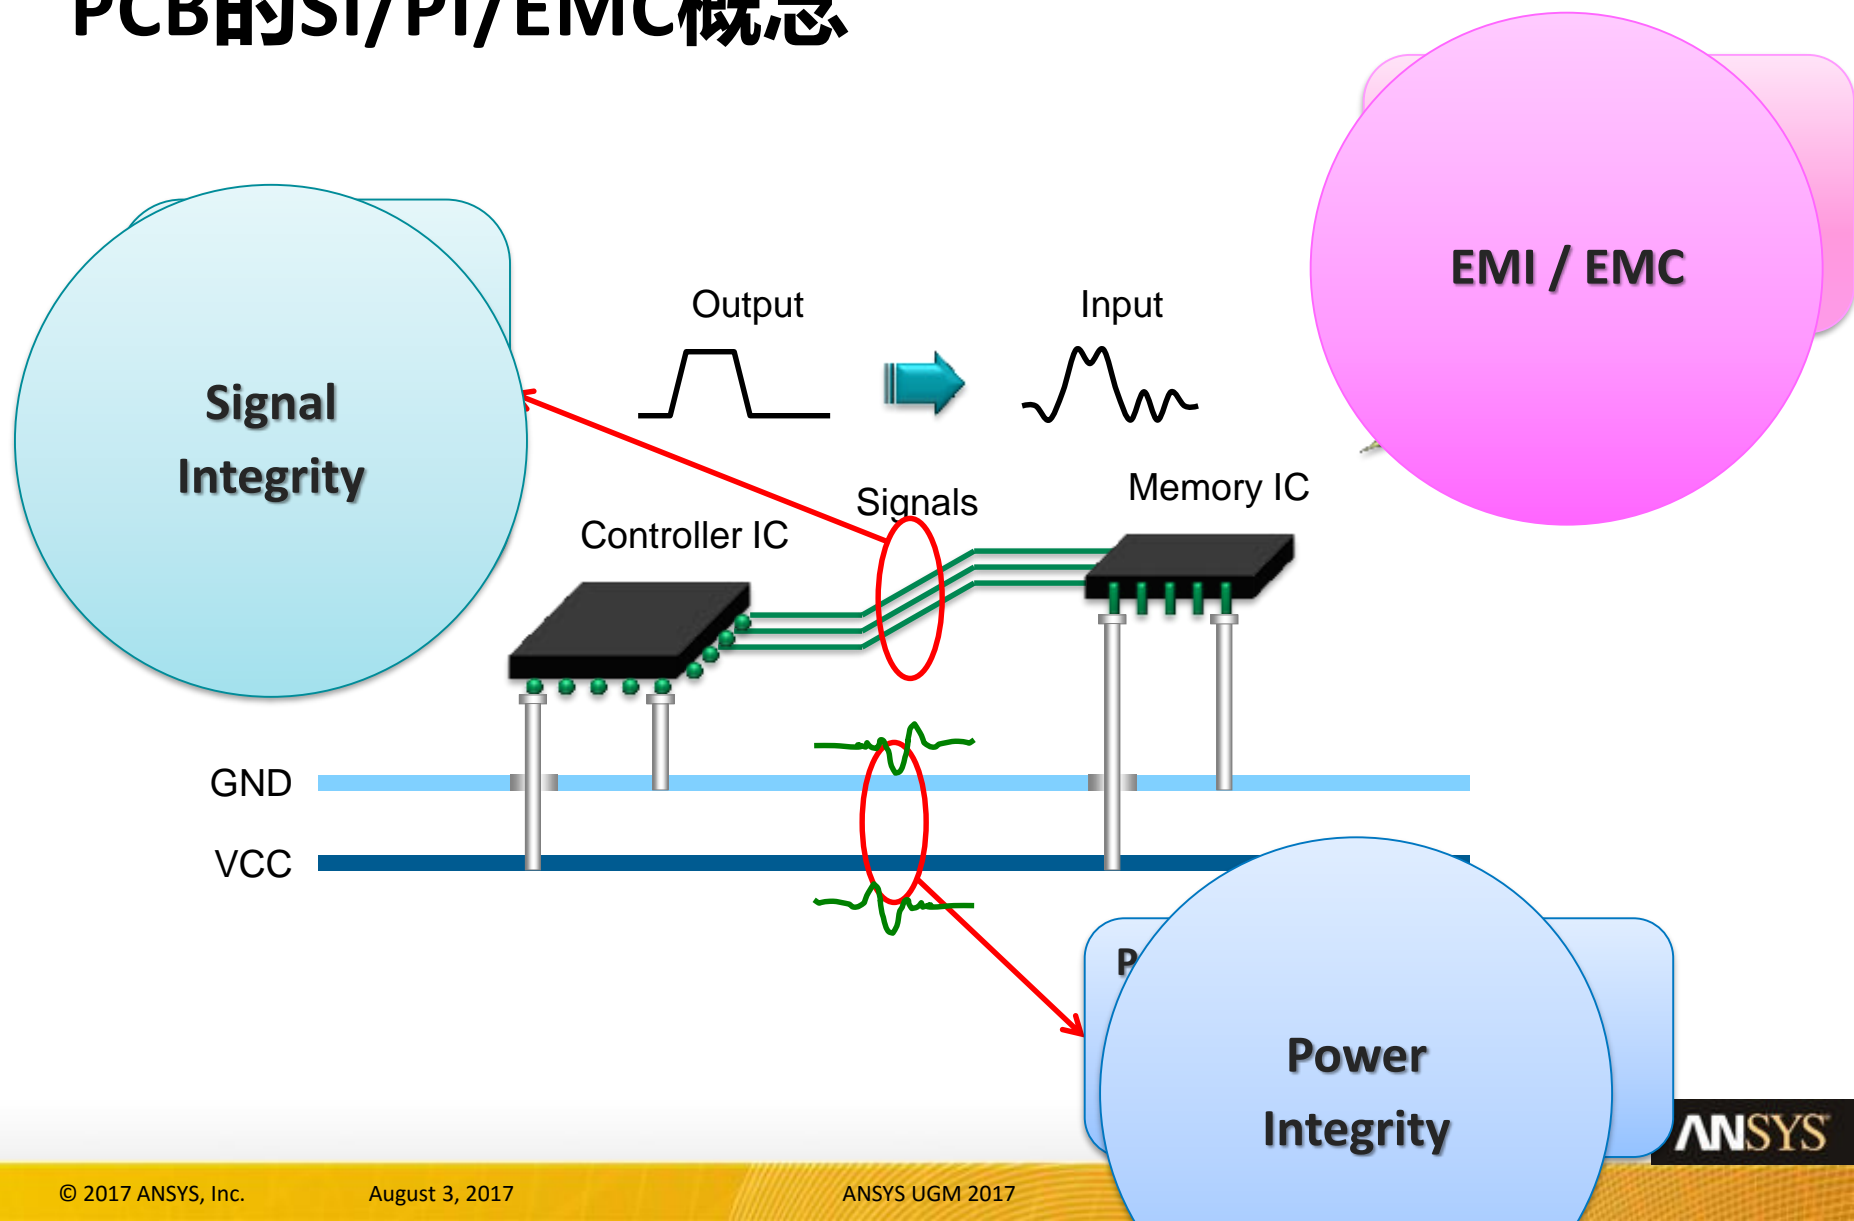 PCB的SI/PI/EMC概念
EMI / EMC
Signal
Integrity
Output
Input
Signals
Memory IC
Controller IC
GND
VCC
P
Power
Integrity
ANSYS
© 2017 ANSYS, Inc.
August 3, 2017
ANSYS UGM 2017